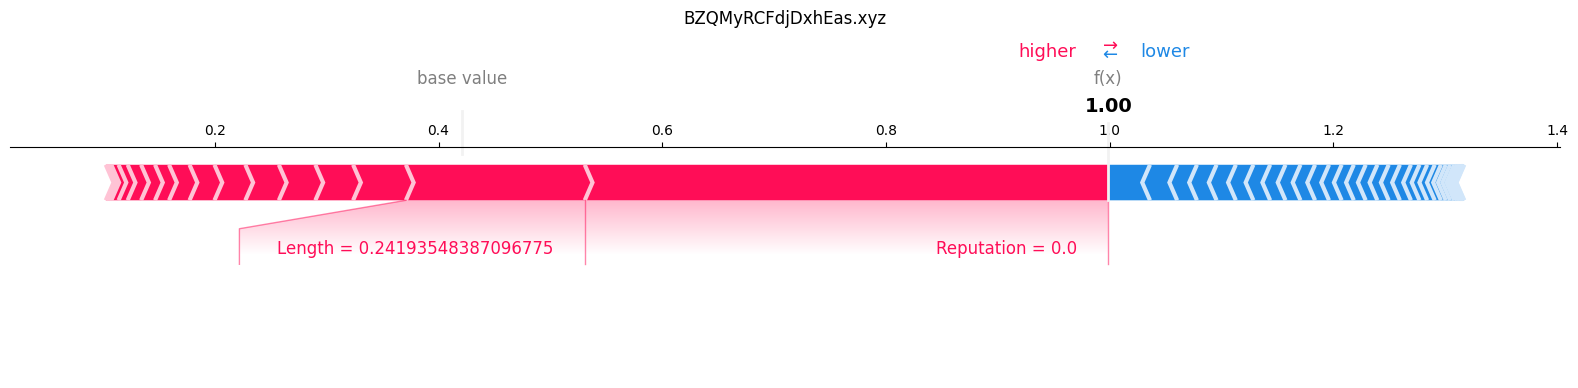 BZQMyRCFdjDxhEas.xyz
higher → ← lower
base value f(x)
1.00
0.2 0.4 0.6 0.8 1.0 1.2 1.4
Length = 0.24193548387096775 Reputation = 0.0